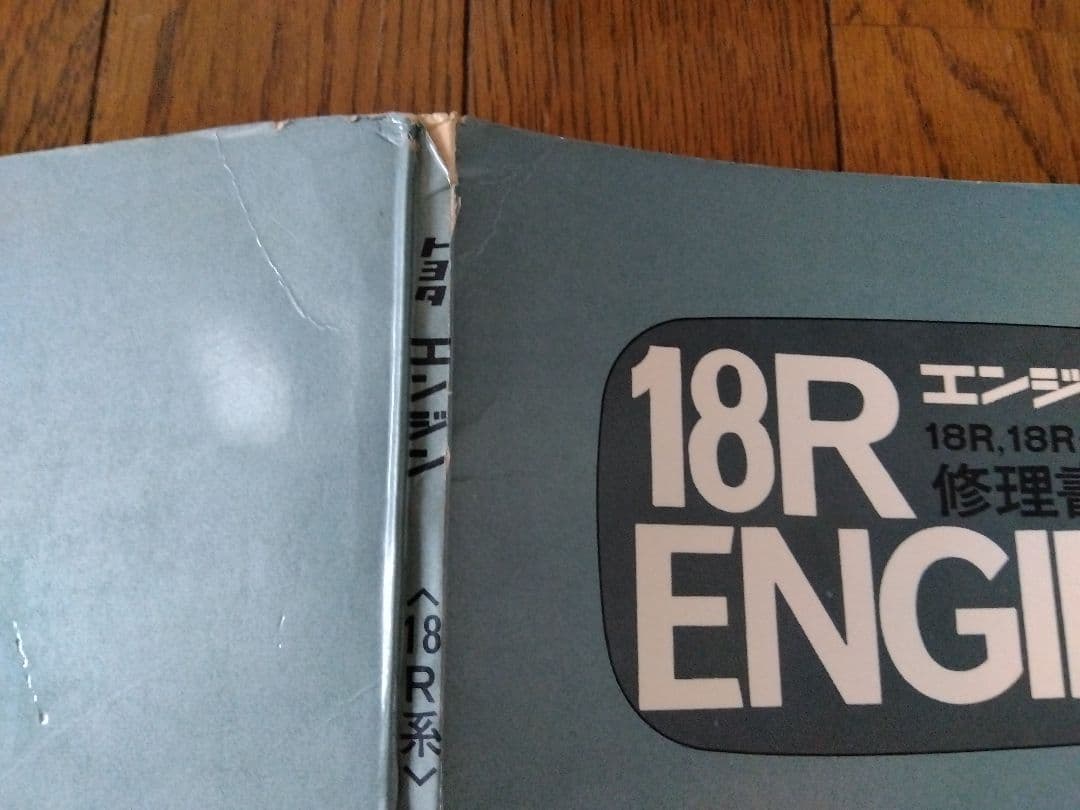 トヨタ エンジン 〈18R系〉
18R エンジ
18R,18R
修理書
ENGI